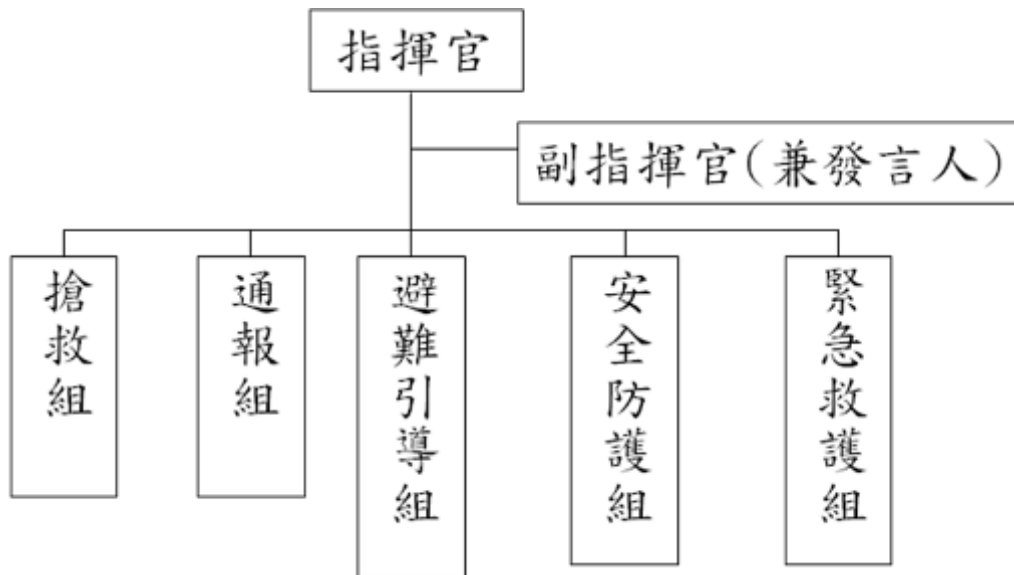 指揮官
副指揮官(兼發言人)
搶救組
通報組
避難引導組
安全防護組
緊急救護組